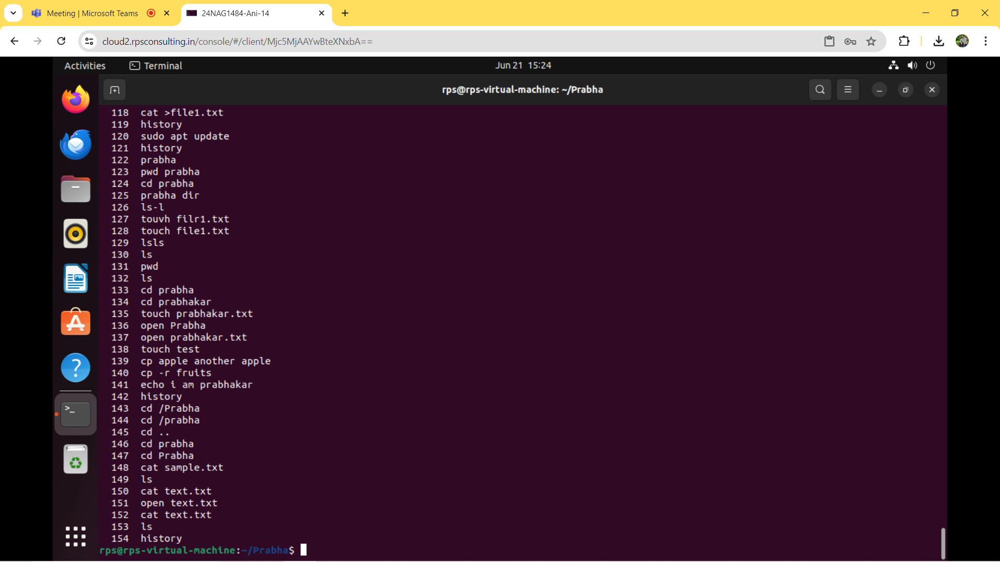 Meeting | Microsoft Teams
24NAG1484-Ani-14
cloud2.rpsconsulting.in/console/#/client/Mjc5MjAAYwBteXNxbA==
Activities
Terminal
Jun 21 15:24
rps@rps-virtual-machine: ~/Prabha
118 cat >file1.txt
119 history
120 sudo apt update
121 history
122 prabha
123 pwd prabha
124 cd prabha
125 prabha dir
126 ls-l
127 touvh filr1.txt
128 touch file1.txt
129 lsls
130 ls
131 pwd
132 ls
133 cd prabha
134 cd prabhakar
135 touch prabhakar.txt
136 open Prabha
137 open prabhakar.txt
138 touch test
139 cp apple another apple
140 cp -r fruits
141 echo i am prabhakar
142 history
143 cd /Prabha
144 cd /prabha
145 cd ..
146 cd prabha
147 cd Prabha
148 cat sample.txt
149 ls
150 cat text.txt
151 open text.txt
152 cat text.txt
153 ls
154 history
rps@rps-virtual-machine:~/Prabha$